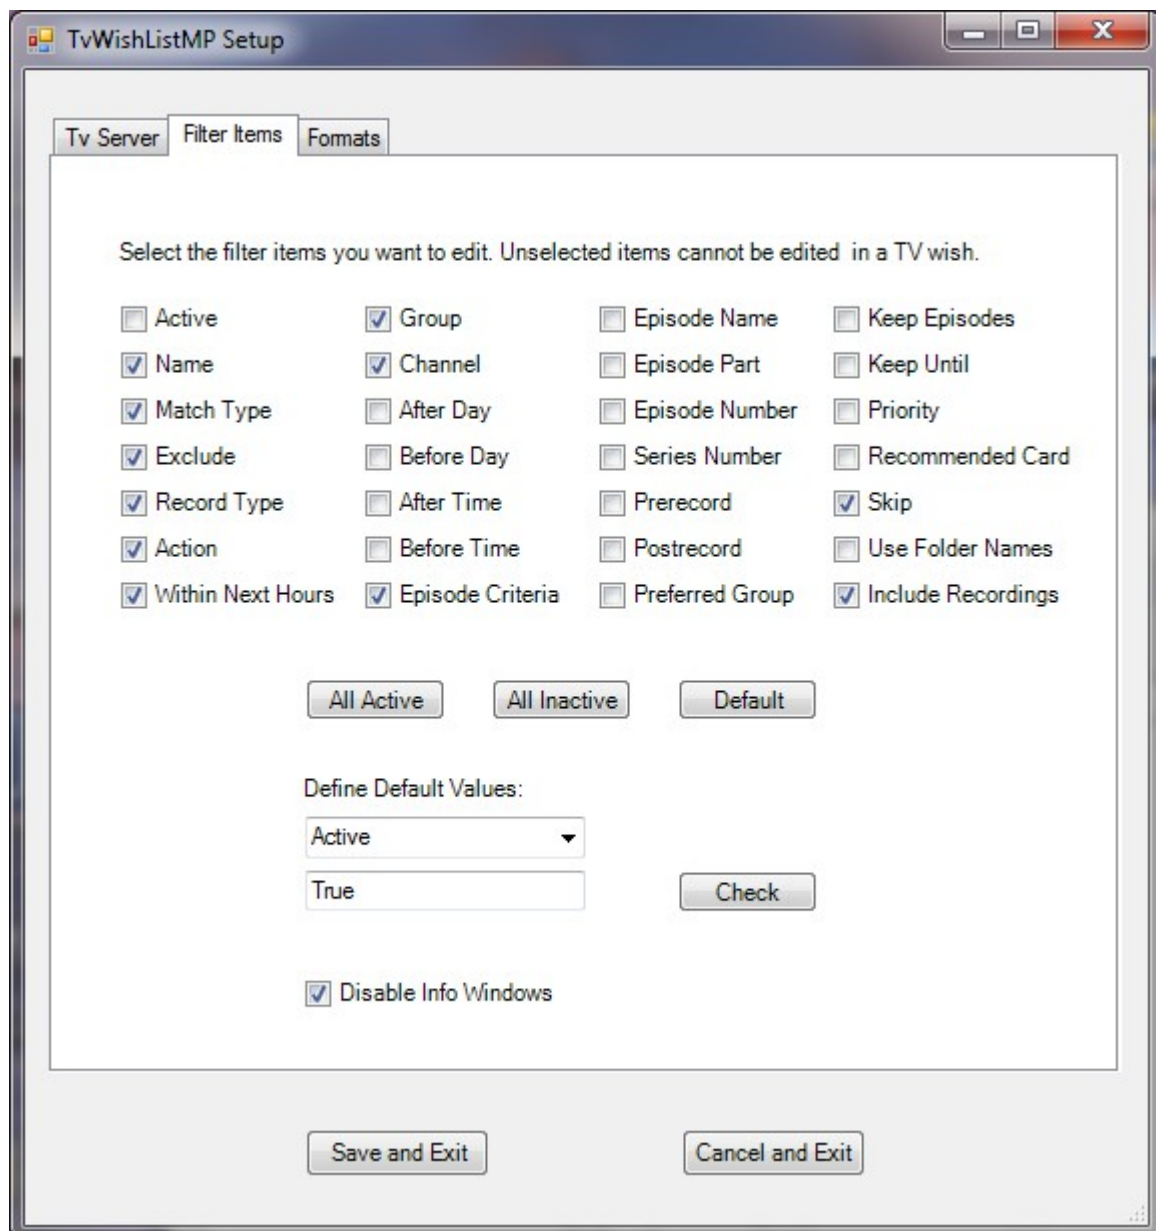 TvWishListMP Setup
Tv Server Filter Items Formats
Select the filter items you want to edit. Unselected items cannot be edited in a TV wish.
Active Group Episode Name Keep Episodes
Name Channel Episode Part Keep Until
Match Type After Day Episode Number Priority
Exclude Before Day Series Number Recommended Card
Record Type After Time Prerecord Skip
Action Before Time Postrecord Use Folder Names
Within Next Hours Episode Criteria Preferred Group Include Recordings
All Active All Inactive Default
Define Default Values:
Active
True Check
Disable Info Windows
Save and Exit Cancel and Exit